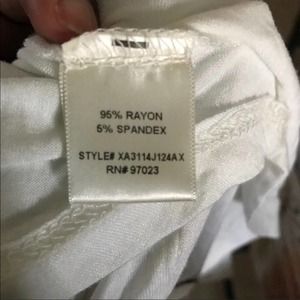 95% RAYON
5% SPANDEX
STYLE# XA3114J124AX
RN# 97023